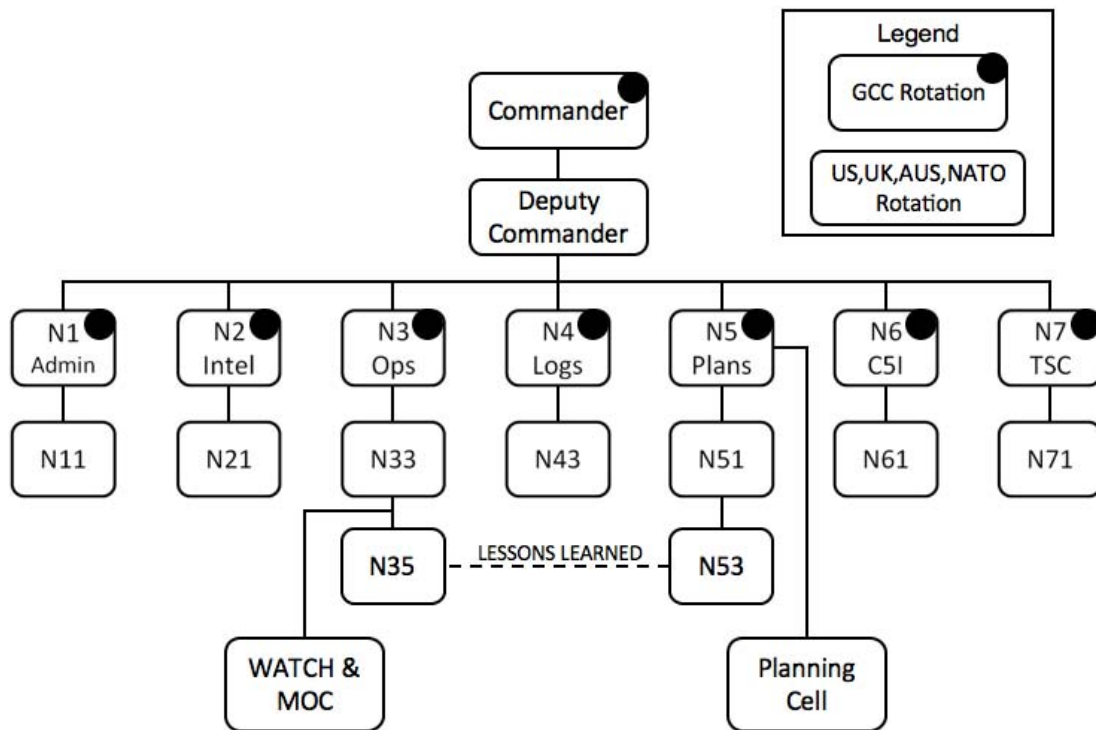 Legend
GCC Rotation
US,UK,AUS,NATO
Rotation
Commander
Deputy
Commander
N1
Admin
N2
Intel
N3
Ops
N4
Logs
N5
Plans
N6
C5I
N7
TSC
N11
N21
N33
N43
N51
N61
N71
N35
LESSONS LEARNED
N53
WATCH &
MOC
Planning
Cell